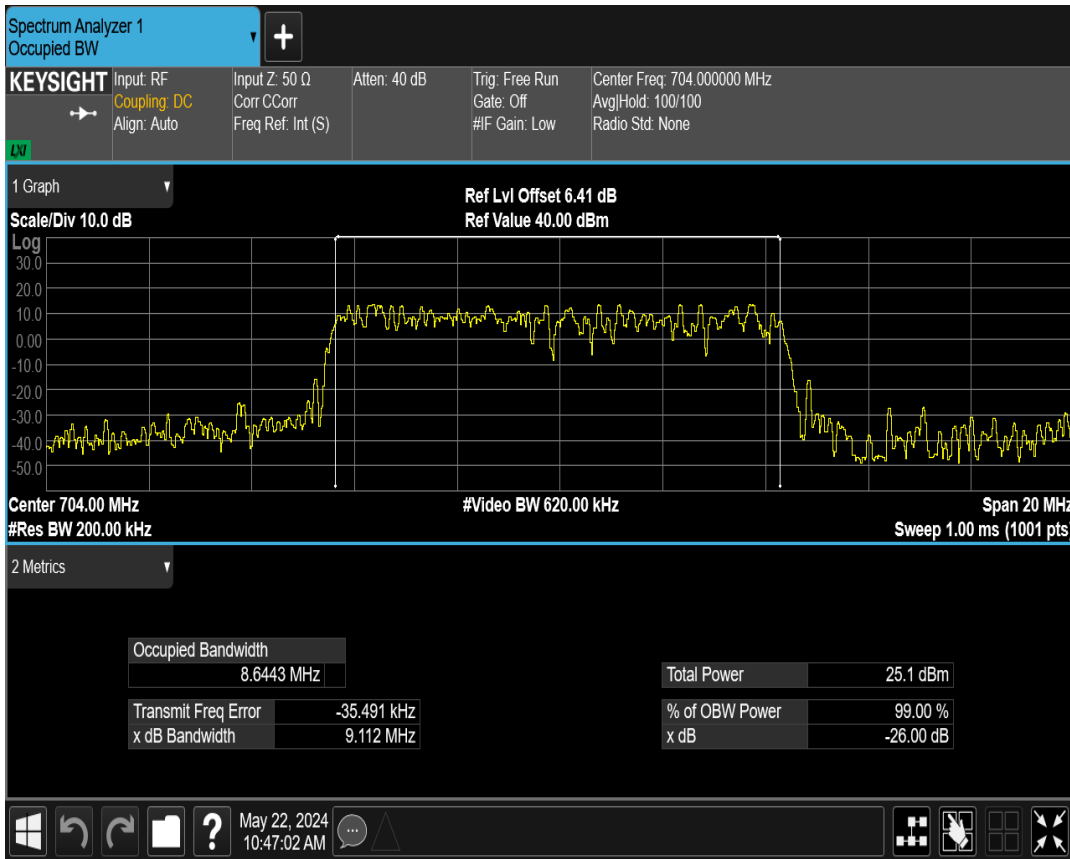 Spectrum Analyzer 1
Occupied BW
KEYSIGHT
LXI
Input: RF
Coupling: DC
Align: Auto
Input Z: 50 Ω
Corr CCorr
Freq Ref: Int (S)
Atten: 40 dB
Trig: Free Run
Gate: Off
#IF Gain: Low
Center Freq: 704.000000 MHz
Avg|Hold: 100/100
Radio Std: None
1 Graph
Scale/Div 10.0 dB
Ref Lvl Offset 6.41 dB
Ref Value 40.00 dBm
Log
30.0
20.0
10.0
0.00
-10.0
-20.0
-30.0
-40.0
-50.0
Center 704.00 MHz
#Video BW 620.00 kHz
Span 20 MHz
#Res BW 200.00 kHz
Sweep 1.00 ms (1001 pts)
2 Metrics
Occupied Bandwidth
8.6443 MHz
Total Power 25.1 dBm
Transmit Freq Error -35.491 kHz
% of OBW Power 99.00 %
x dB Bandwidth 9.112 MHz
x dB -26.00 dB
?
May 22, 2024
10:47:02 AM